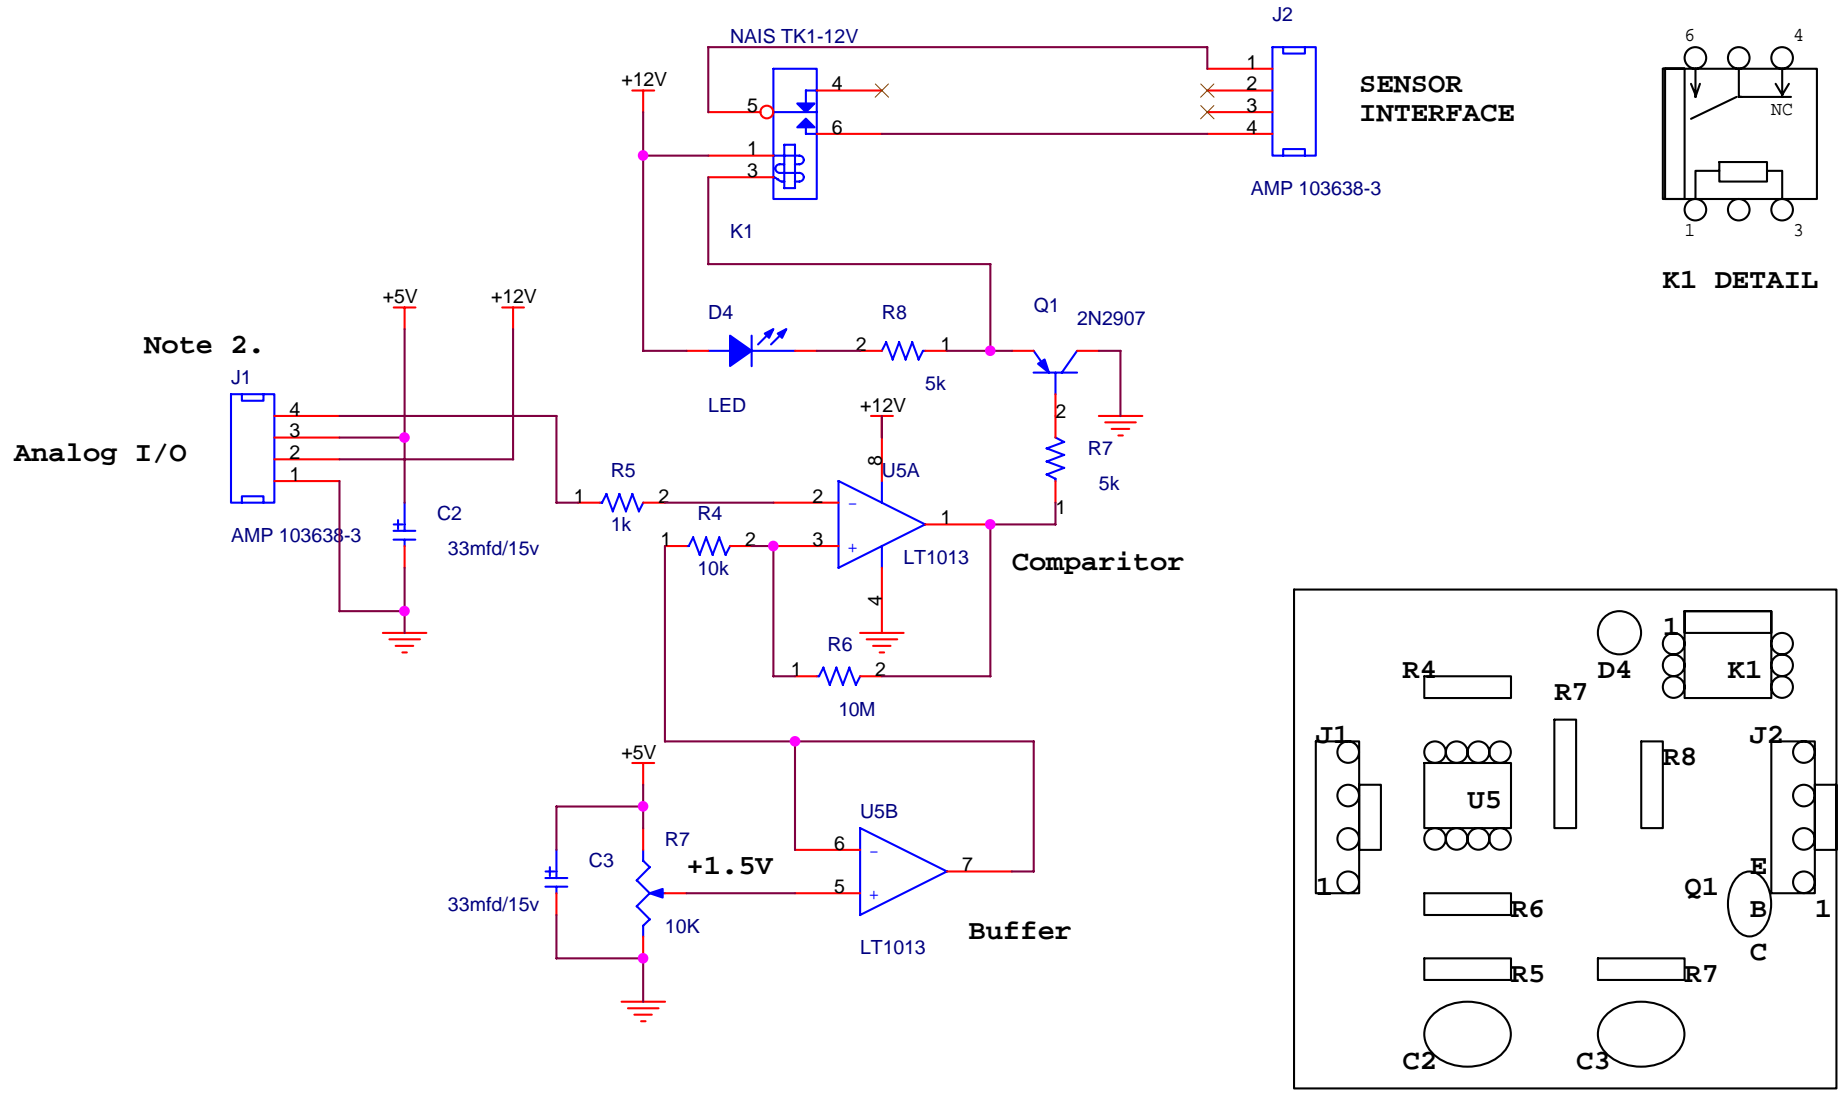 J2
NAIS TK1-12V
+12V
5
4
6
1
3
K1
1
2
3
4
SENSOR
INTERFACE
AMP 103638-3
6
4
NC
1
3
K1 DETAIL
+5V
+12V
Note 2.
J1
4
3
2
1
Analog I/O
AMP 103638-3
C2
33mfd/15v
D4
LED
2
R8
1
5k
Q1
2N2907
2
R7
5k
1
+12V
8
U5A
1
R5
2
1k
2
−
1
R4
2
10k
3
+
1
LT1013
4
Comparitor
R6
1
2
10M
+5V
C3
33mfd/15v
R7
+1.5V
10K
U5B
6
−
5
+
7
LT1013
Buffer
1
D4
K1
R4
R7
J1
J2
R8
U5
E
1
Q1
B
1
R6
C
R5
R7
C2
C3